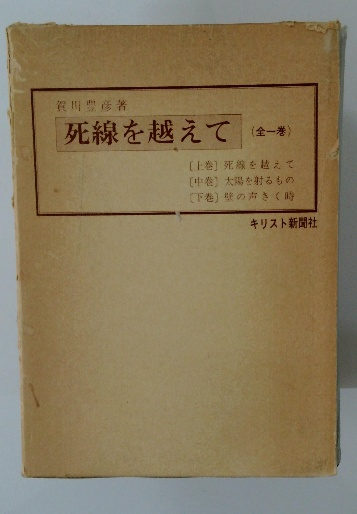 賀川豊彦著
死線を越えて (全一巻)
〔上巻〕 死線を越えて
〔中巻〕 太陽を射るもの
〔下巻〕 壁の声きく時
キリスト新聞社